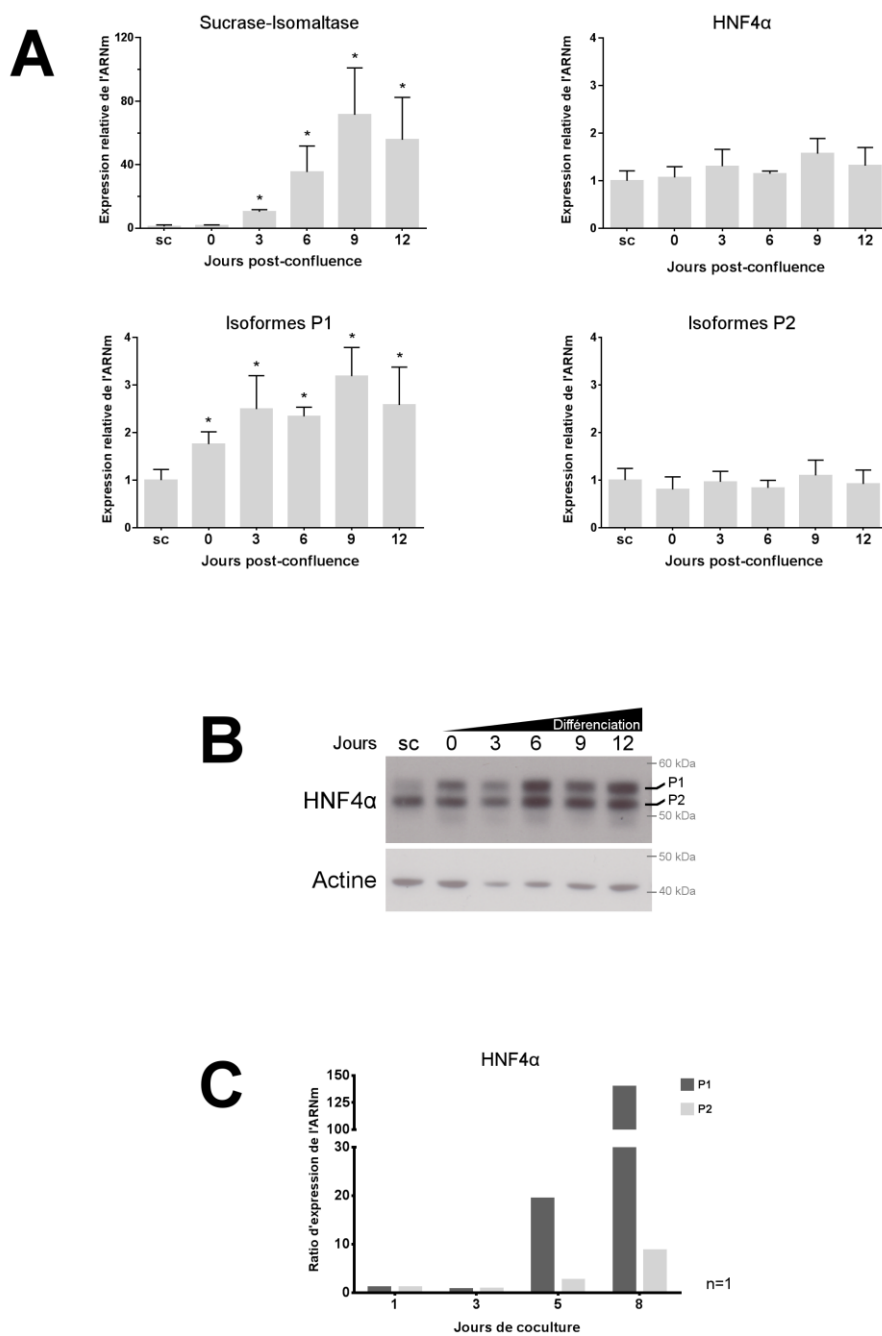 A
Sucrase-Isomaltase
Expression relative de l'ARNm
120
80
40
0
*
*
*
*
sc 0 3 6 9 12
Jours post-confluence
HNF4α
Expression relative de l'ARNm
4
3
2
1
0
sc 0 3 6 9 12
Jours post-confluence
Isoformes P1
Expression relative de l'ARNm
4
3
2
1
0
*
*
*
*
*
sc 0 3 6 9 12
Jours post-confluence
Isoformes P2
Expression relative de l'ARNm
4
3
2
1
0
sc 0 3 6 9 12
Jours post-confluence
B
Différenciation
Jours sc 0 3 6 9 12
60 kDa
HNF4α
P1
P2
50 kDa
Actine
50 kDa
40 kDa
C
HNF4α
P1
P2
Ratio d'expression de l'ARNm
150
125
100
30
20
10
0
n=1
1 3 5 8
Jours de coculture